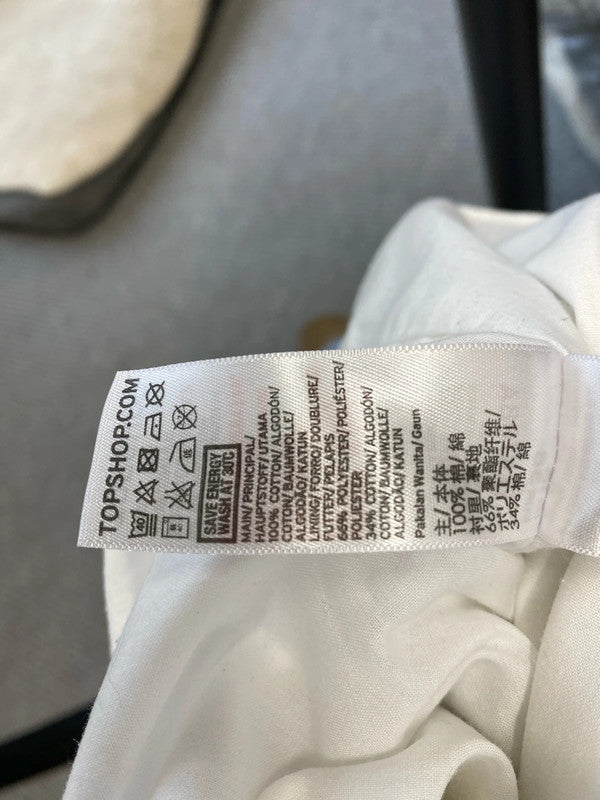 TOPSHOP.COM
SAVE ENERGY
WASH AT 30°C
MAIN/ PRINCIPAL/
HAUPTSTOFF/ UTAMA
100% COTTON/ ALGODÓN/
COTON/ BAUMWOLLE/
ALGODÃO/ KATUN
LINING/ FORRO/ DOUBLURE/
FUTTER/ PELAPIS
66% POLYESTER/ POLIÉSTER/
POLIESTER
34% COTTON/ ALGODÓN/
COTON/ BAUMWOLLE/
ALGODÃO/ KATUN
Pakaian Wanita/ Gaun
主/ 本体
100% 棉/ 綿
衬里/ 裏地
66% 聚酯纤维/
ポリエステル
34% 棉/ 綿